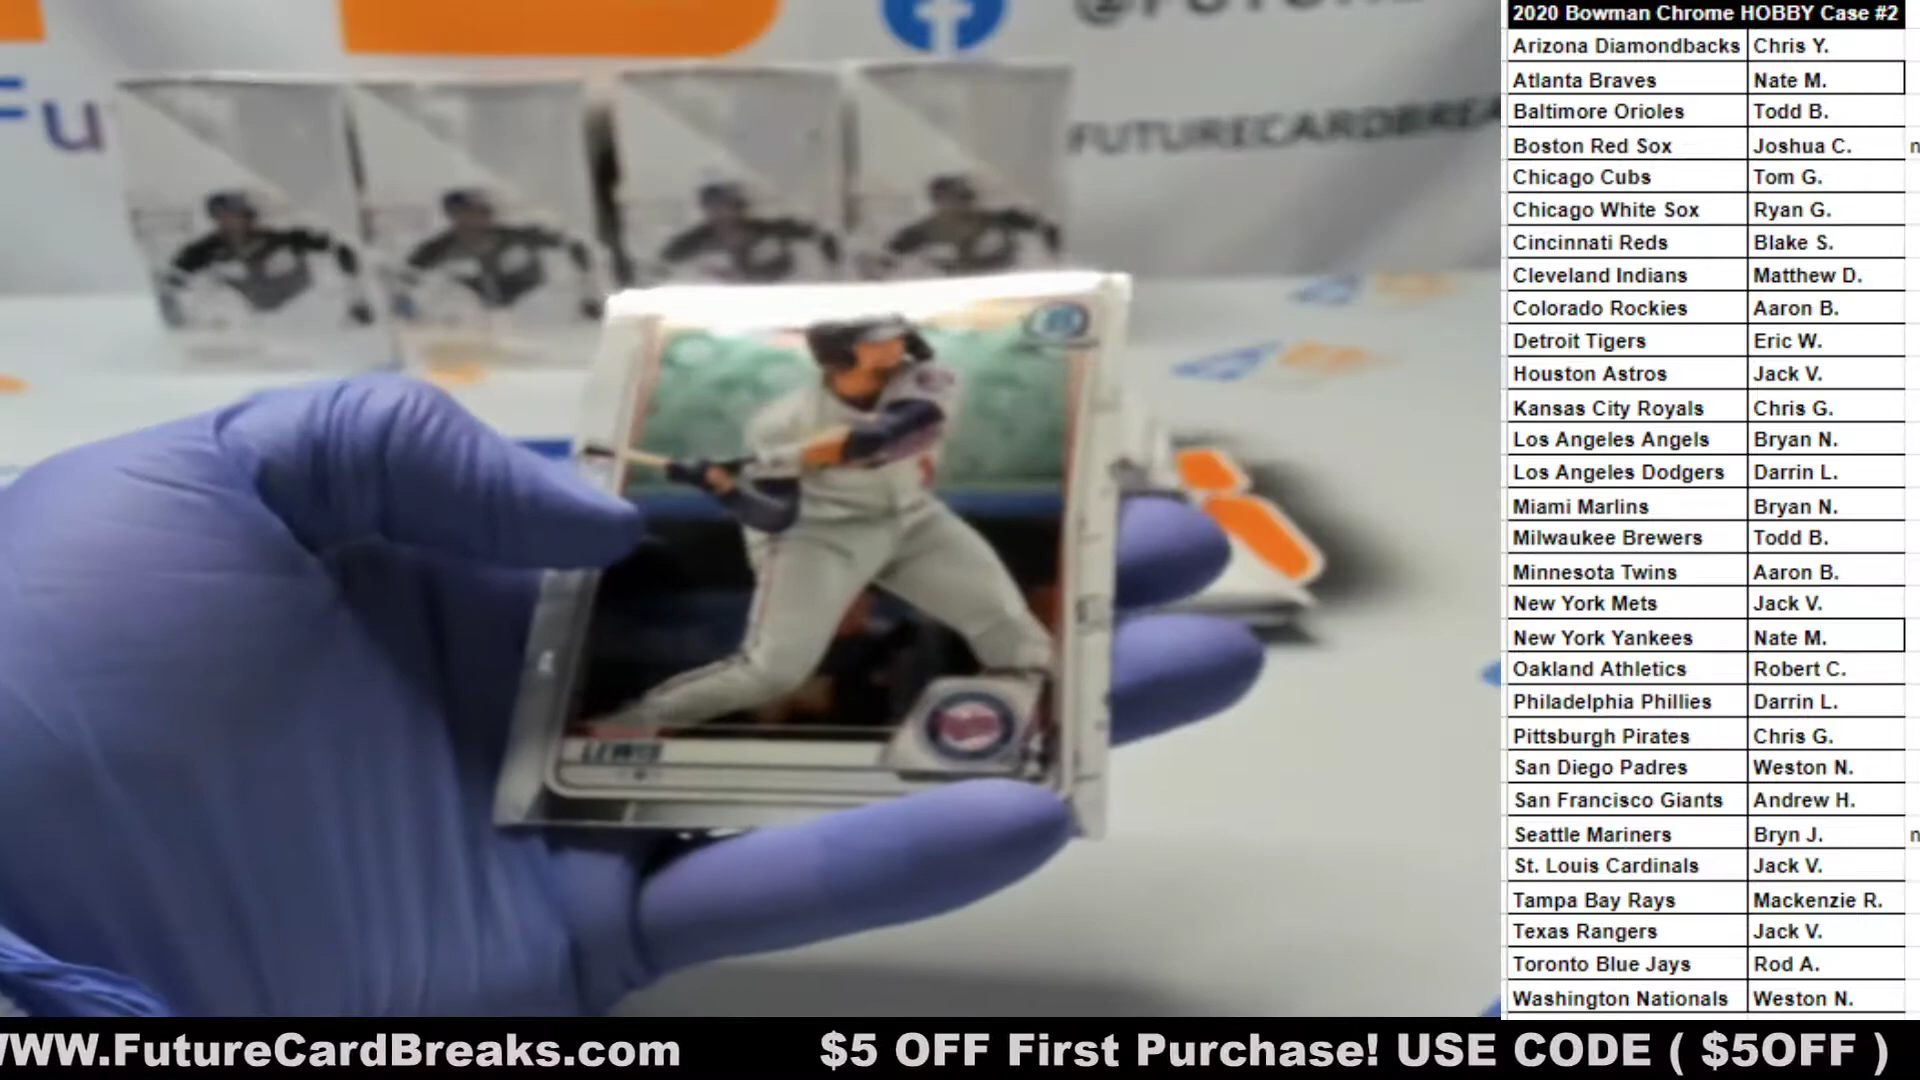 @FUTURE
Fu
FUTURECARDBREA
LEWIS
2020 Bowman Chrome HOBBY Case #2
Arizona Diamondbacks Chris Y.
Atlanta Braves Nate M.
Baltimore Orioles Todd B.
Boston Red Sox Joshua C. n
Chicago Cubs Tom G.
Chicago White Sox Ryan G.
Cincinnati Reds Blake S.
Cleveland Indians Matthew D.
Colorado Rockies Aaron B.
Detroit Tigers Eric W.
Houston Astros Jack V.
Kansas City Royals Chris G.
Los Angeles Angels Bryan N.
Los Angeles Dodgers Darrin L.
Miami Marlins Bryan N.
Milwaukee Brewers Todd B.
Minnesota Twins Aaron B.
New York Mets Jack V.
New York Yankees Nate M.
Oakland Athletics Robert C.
Philadelphia Phillies Darrin L.
Pittsburgh Pirates Chris G.
San Diego Padres Weston N.
San Francisco Giants Andrew H.
Seattle Mariners Bryn J. n
St. Louis Cardinals Jack V.
Tampa Bay Rays Mackenzie R.
Texas Rangers Jack V.
Toronto Blue Jays Rod A.
Washington Nationals Weston N.
WWW.FutureCardBreaks.com $5 OFF First Purchase! USE CODE ( $5OFF )